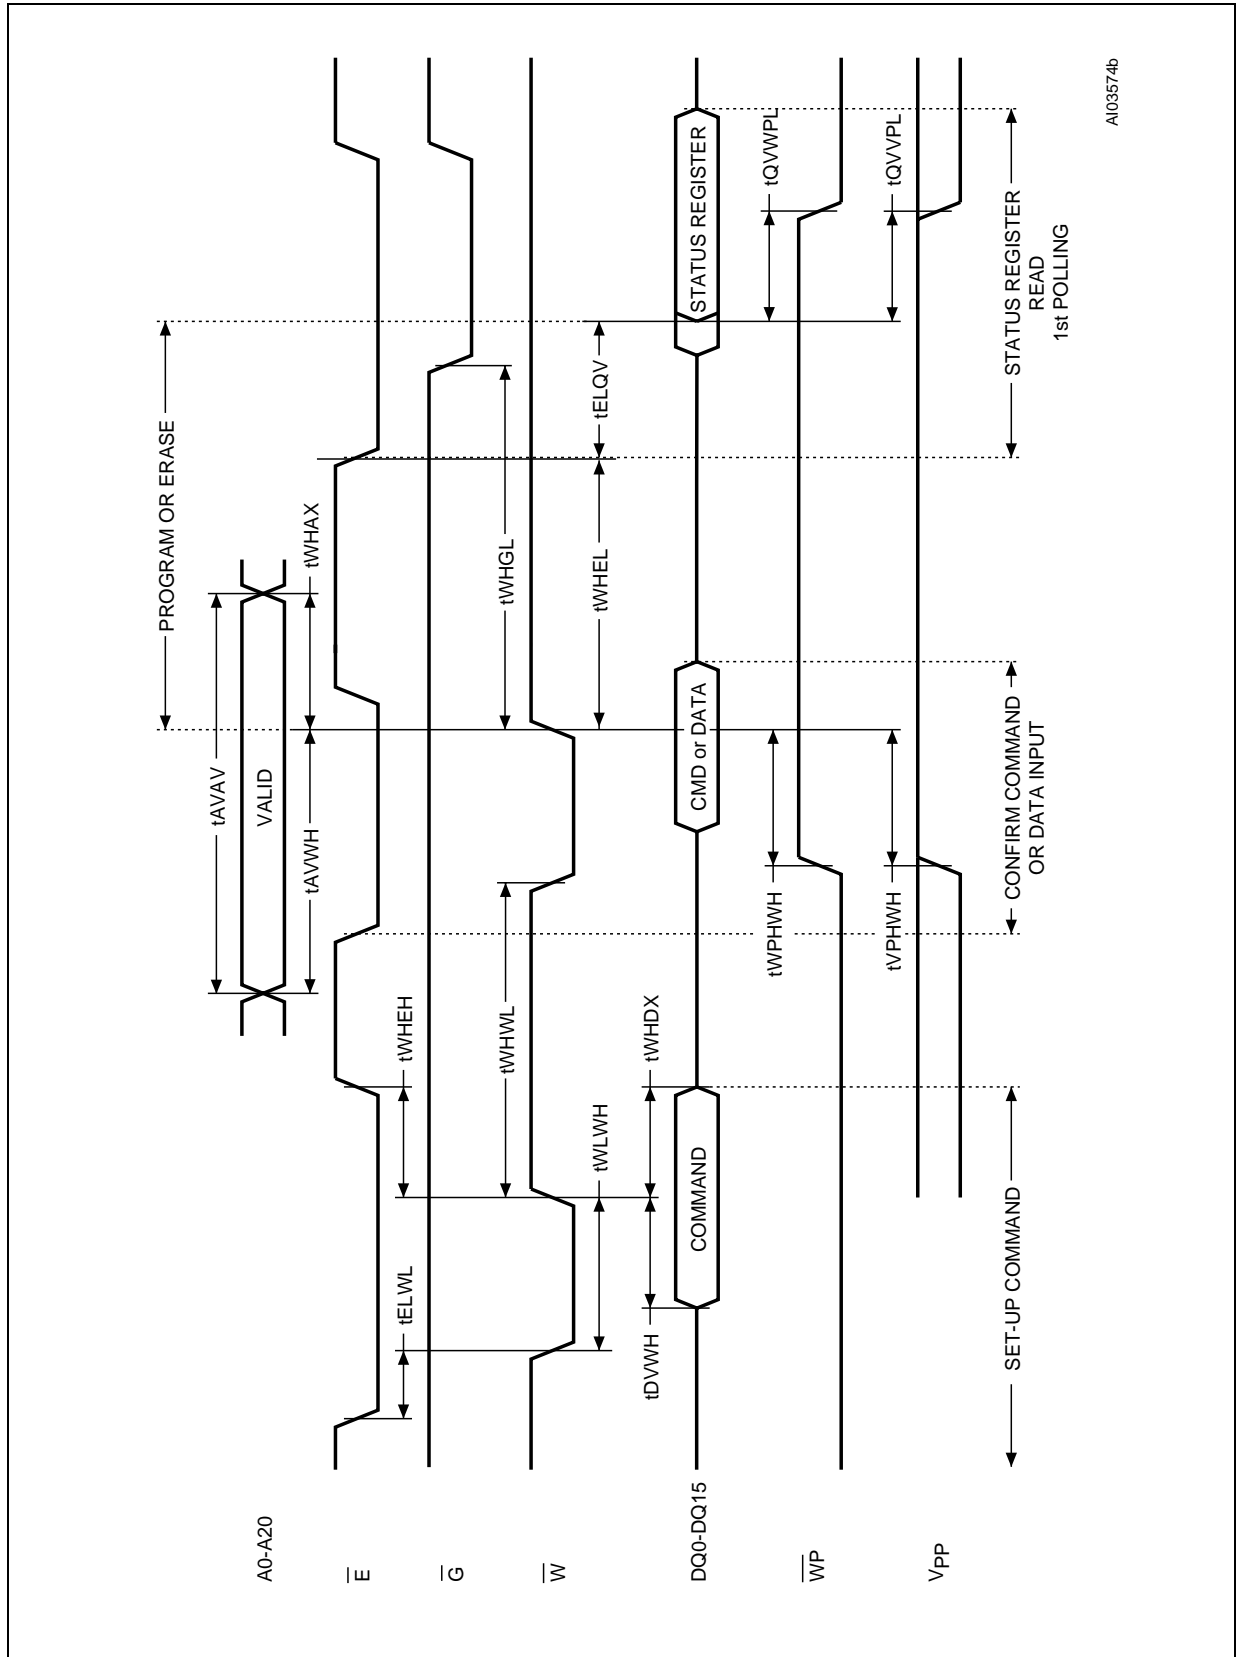 PROGRAM OR ERASE
tAVAV
A0-A20
VALID
tAVWH
tWHAX
E
tELWL
tWHEH
G
tWHWL
tWHGL
W
tWLWH
tWHEL
tELQV
tDVWH
tWHDX
DQ0-DQ15
COMMAND
CMD or DATA
STATUS REGISTER
tWPHWH
tQVWPL
WP
tVPHWH
tQVVPL
VPP
SET-UP COMMAND
CONFIRM COMMAND
OR DATA INPUT
STATUS REGISTER
READ
1st POLLING
AI03574b